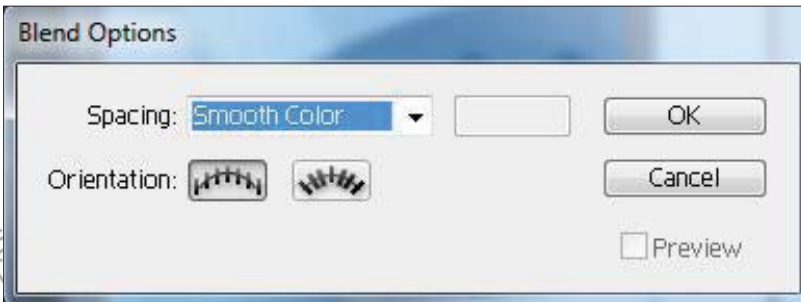 Blend Options
Spacing: Smooth Color OK
Orientation: Cancel
Preview